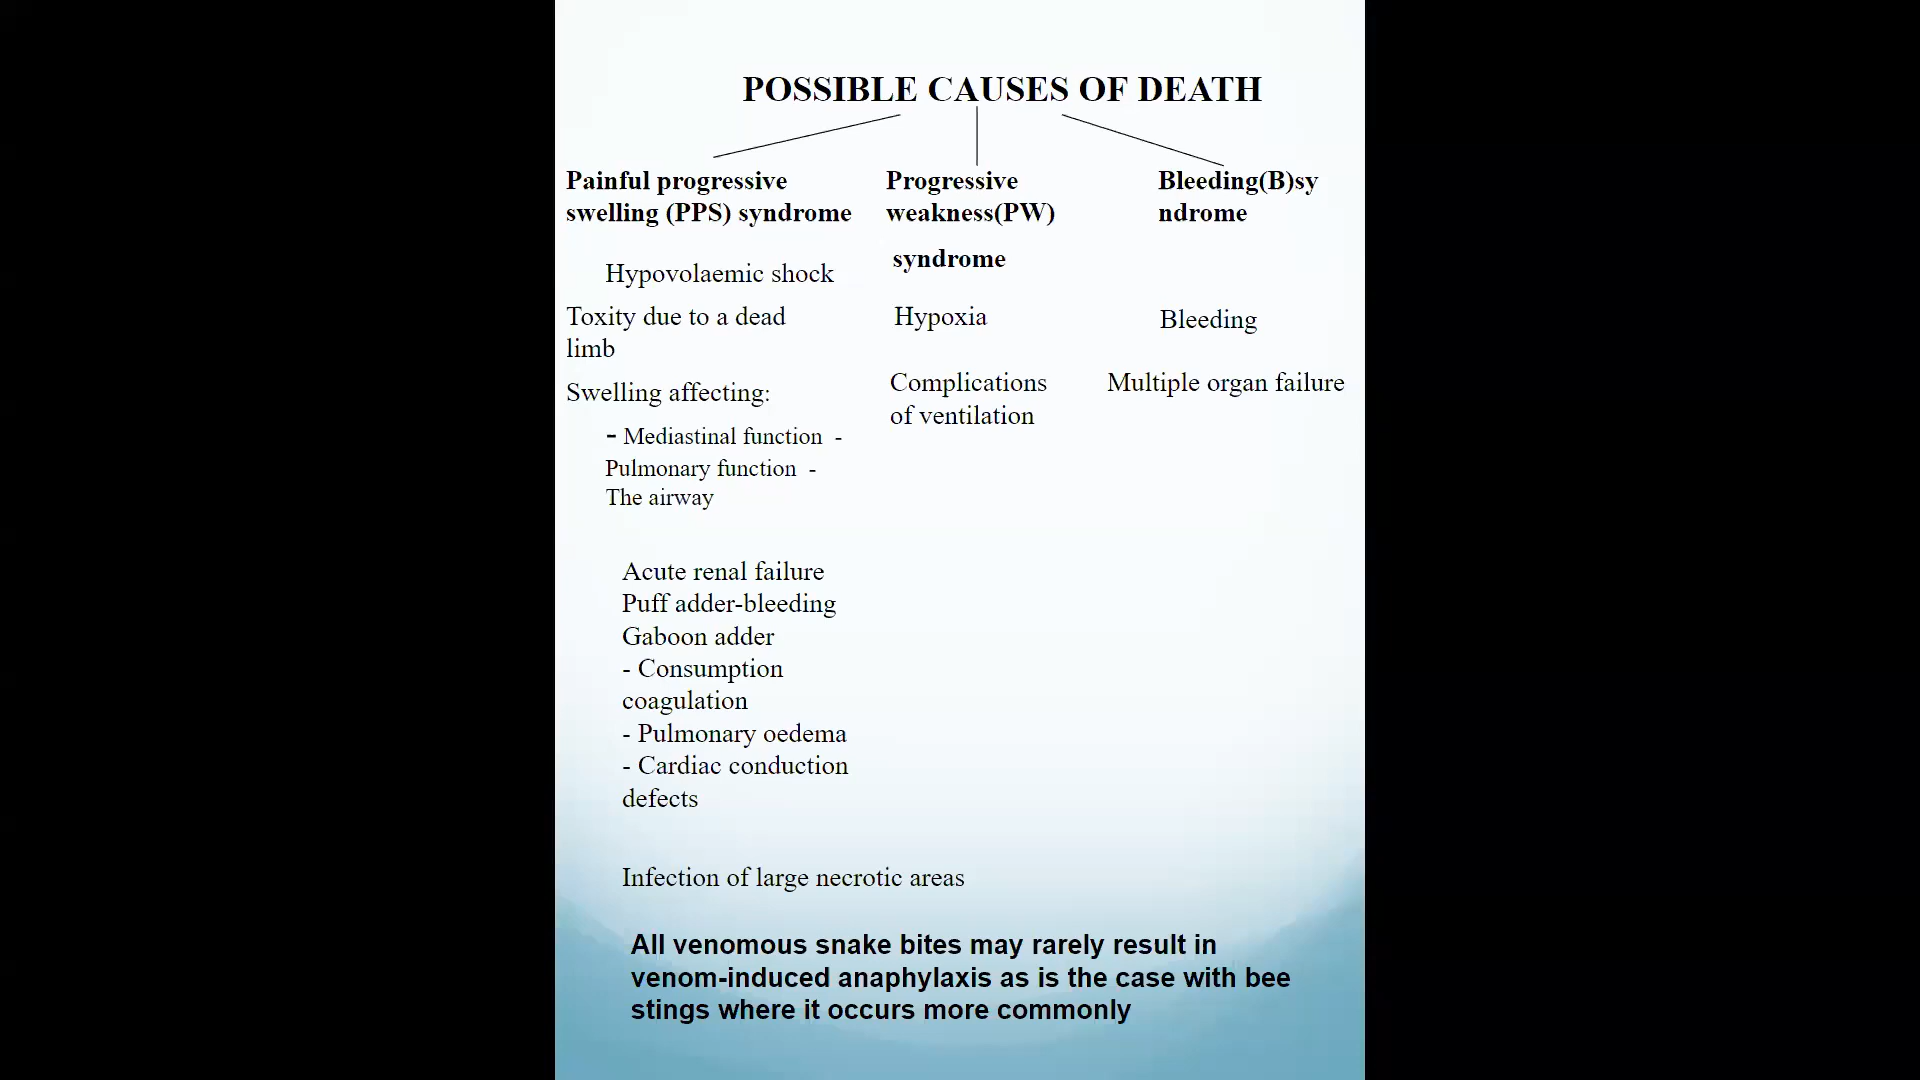 POSSIBLE CAUSES OF DEATH
Painful progressive
swelling (PPS) syndrome
Hypovolaemic shock
Toxity due to a dead
limb
Swelling affecting:
- Mediastinal function -
Pulmonary function -
The airway
Acute renal failure
Puff adder-bleeding
Gaboon adder
- Consumption
coagulation
- Pulmonary oedema
- Cardiac conduction
defects
Infection of large necrotic areas
Progressive
weakness(PW)
syndrome
Hypoxia
Complications
of ventilation
Bleeding(B)sy
ndrome
Bleeding
Multiple organ failure
All venomous snake bites may rarely result in
venom-induced anaphylaxis as is the case with bee
stings where it occurs more commonly